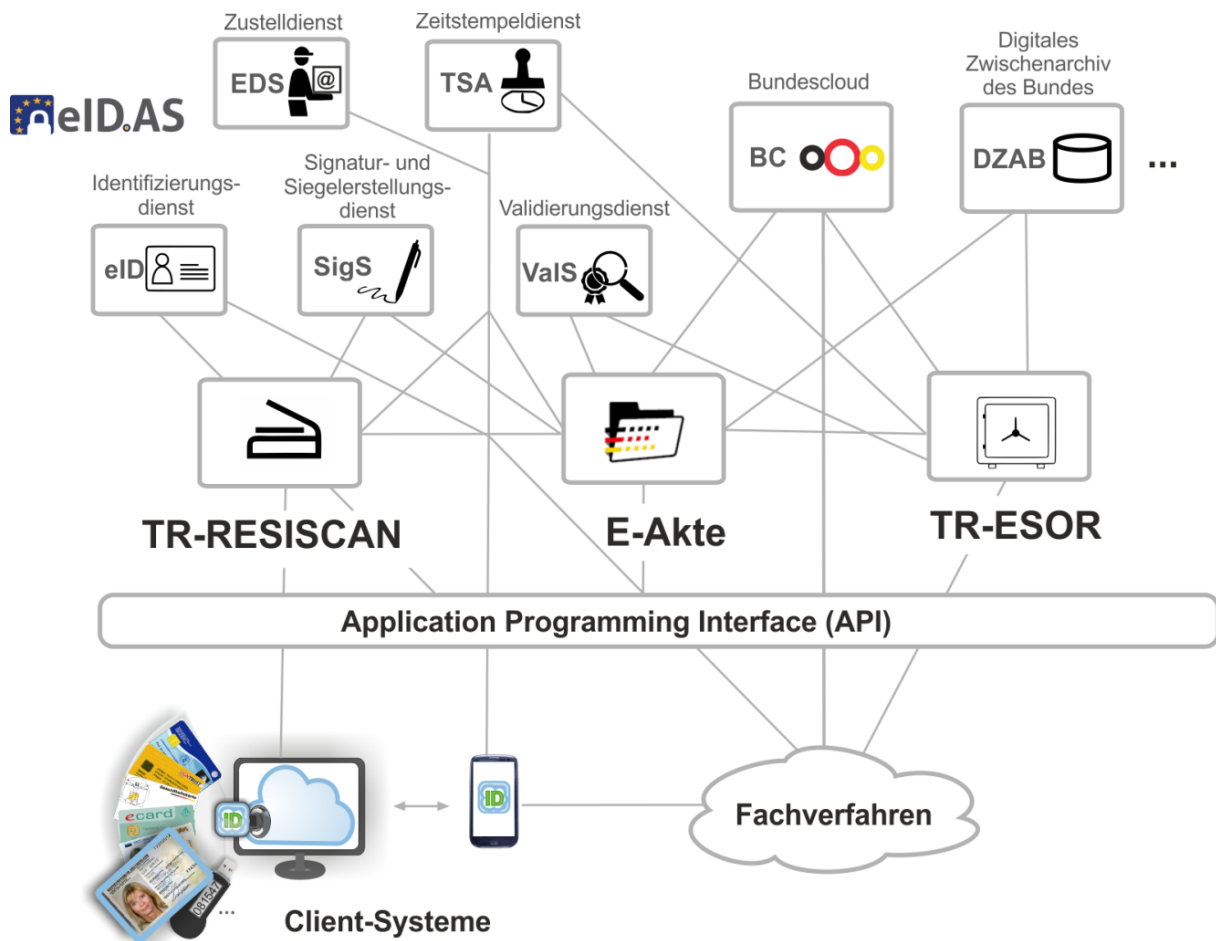 Zustelldienst
Zeitstempeldienst
Digitales
Zwischenarchiv
des Bundes
EDS @
TSA
Bundescloud
eID.AS
BC
DZAB
...
Signatur- und
Siegelerstellungs-
dienst
Identifizierungs-
dienst
Validierungsdienst
eID
SigS
ValS
TR-RESISCAN
E-Akte
TR-ESOR
Application Programming Interface (API)
ecard
ID
ID
081547
...
Fachverfahren
Client-Systeme